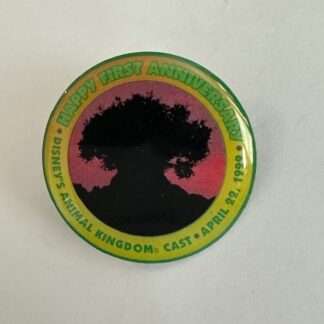 HAPPY FIRST ANNIVERSARY
• DISNEY'S ANIMAL KINGDOM® CAST • APRIL 22, 1999 •